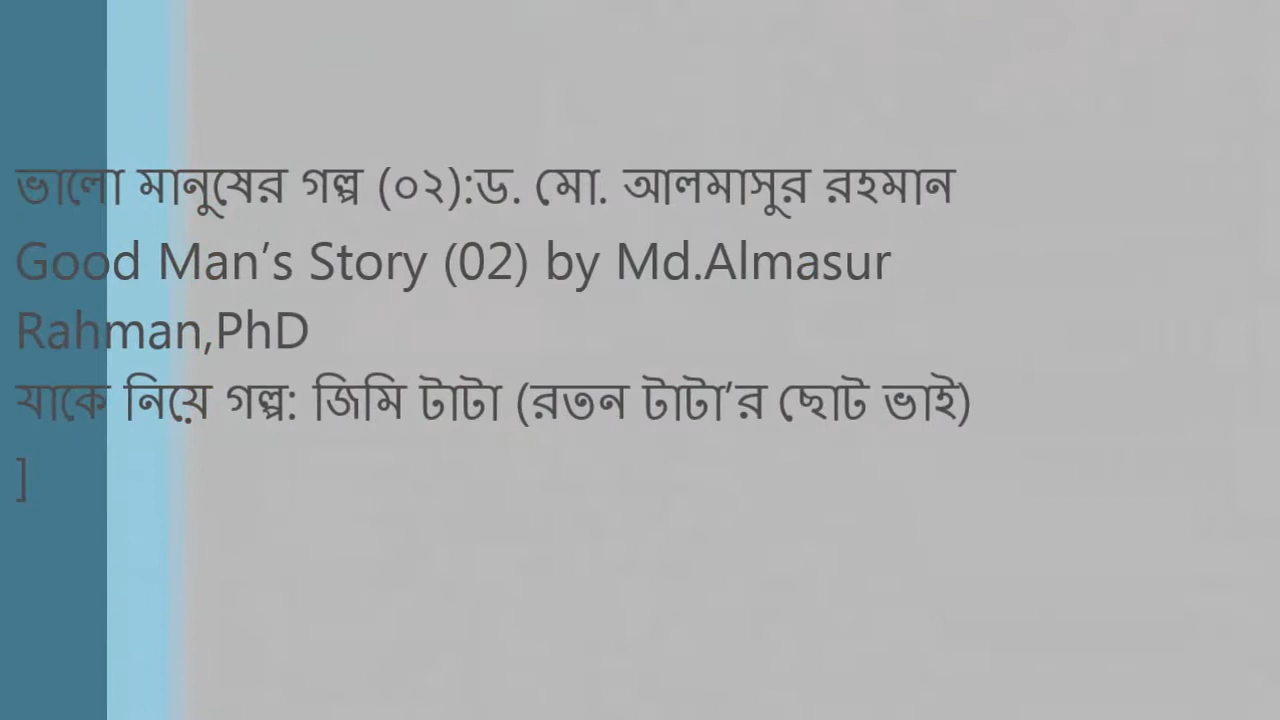 ভালো মানুষের গল্প (০২):ড. মো. আলমাসুর রহমান
Good Man’s Story (02) by Md.Almasur
Rahman,PhD
যাকে নিয়ে গল্প: জিমি টাটা (রতন টাটা’র ছোট ভাই)
]